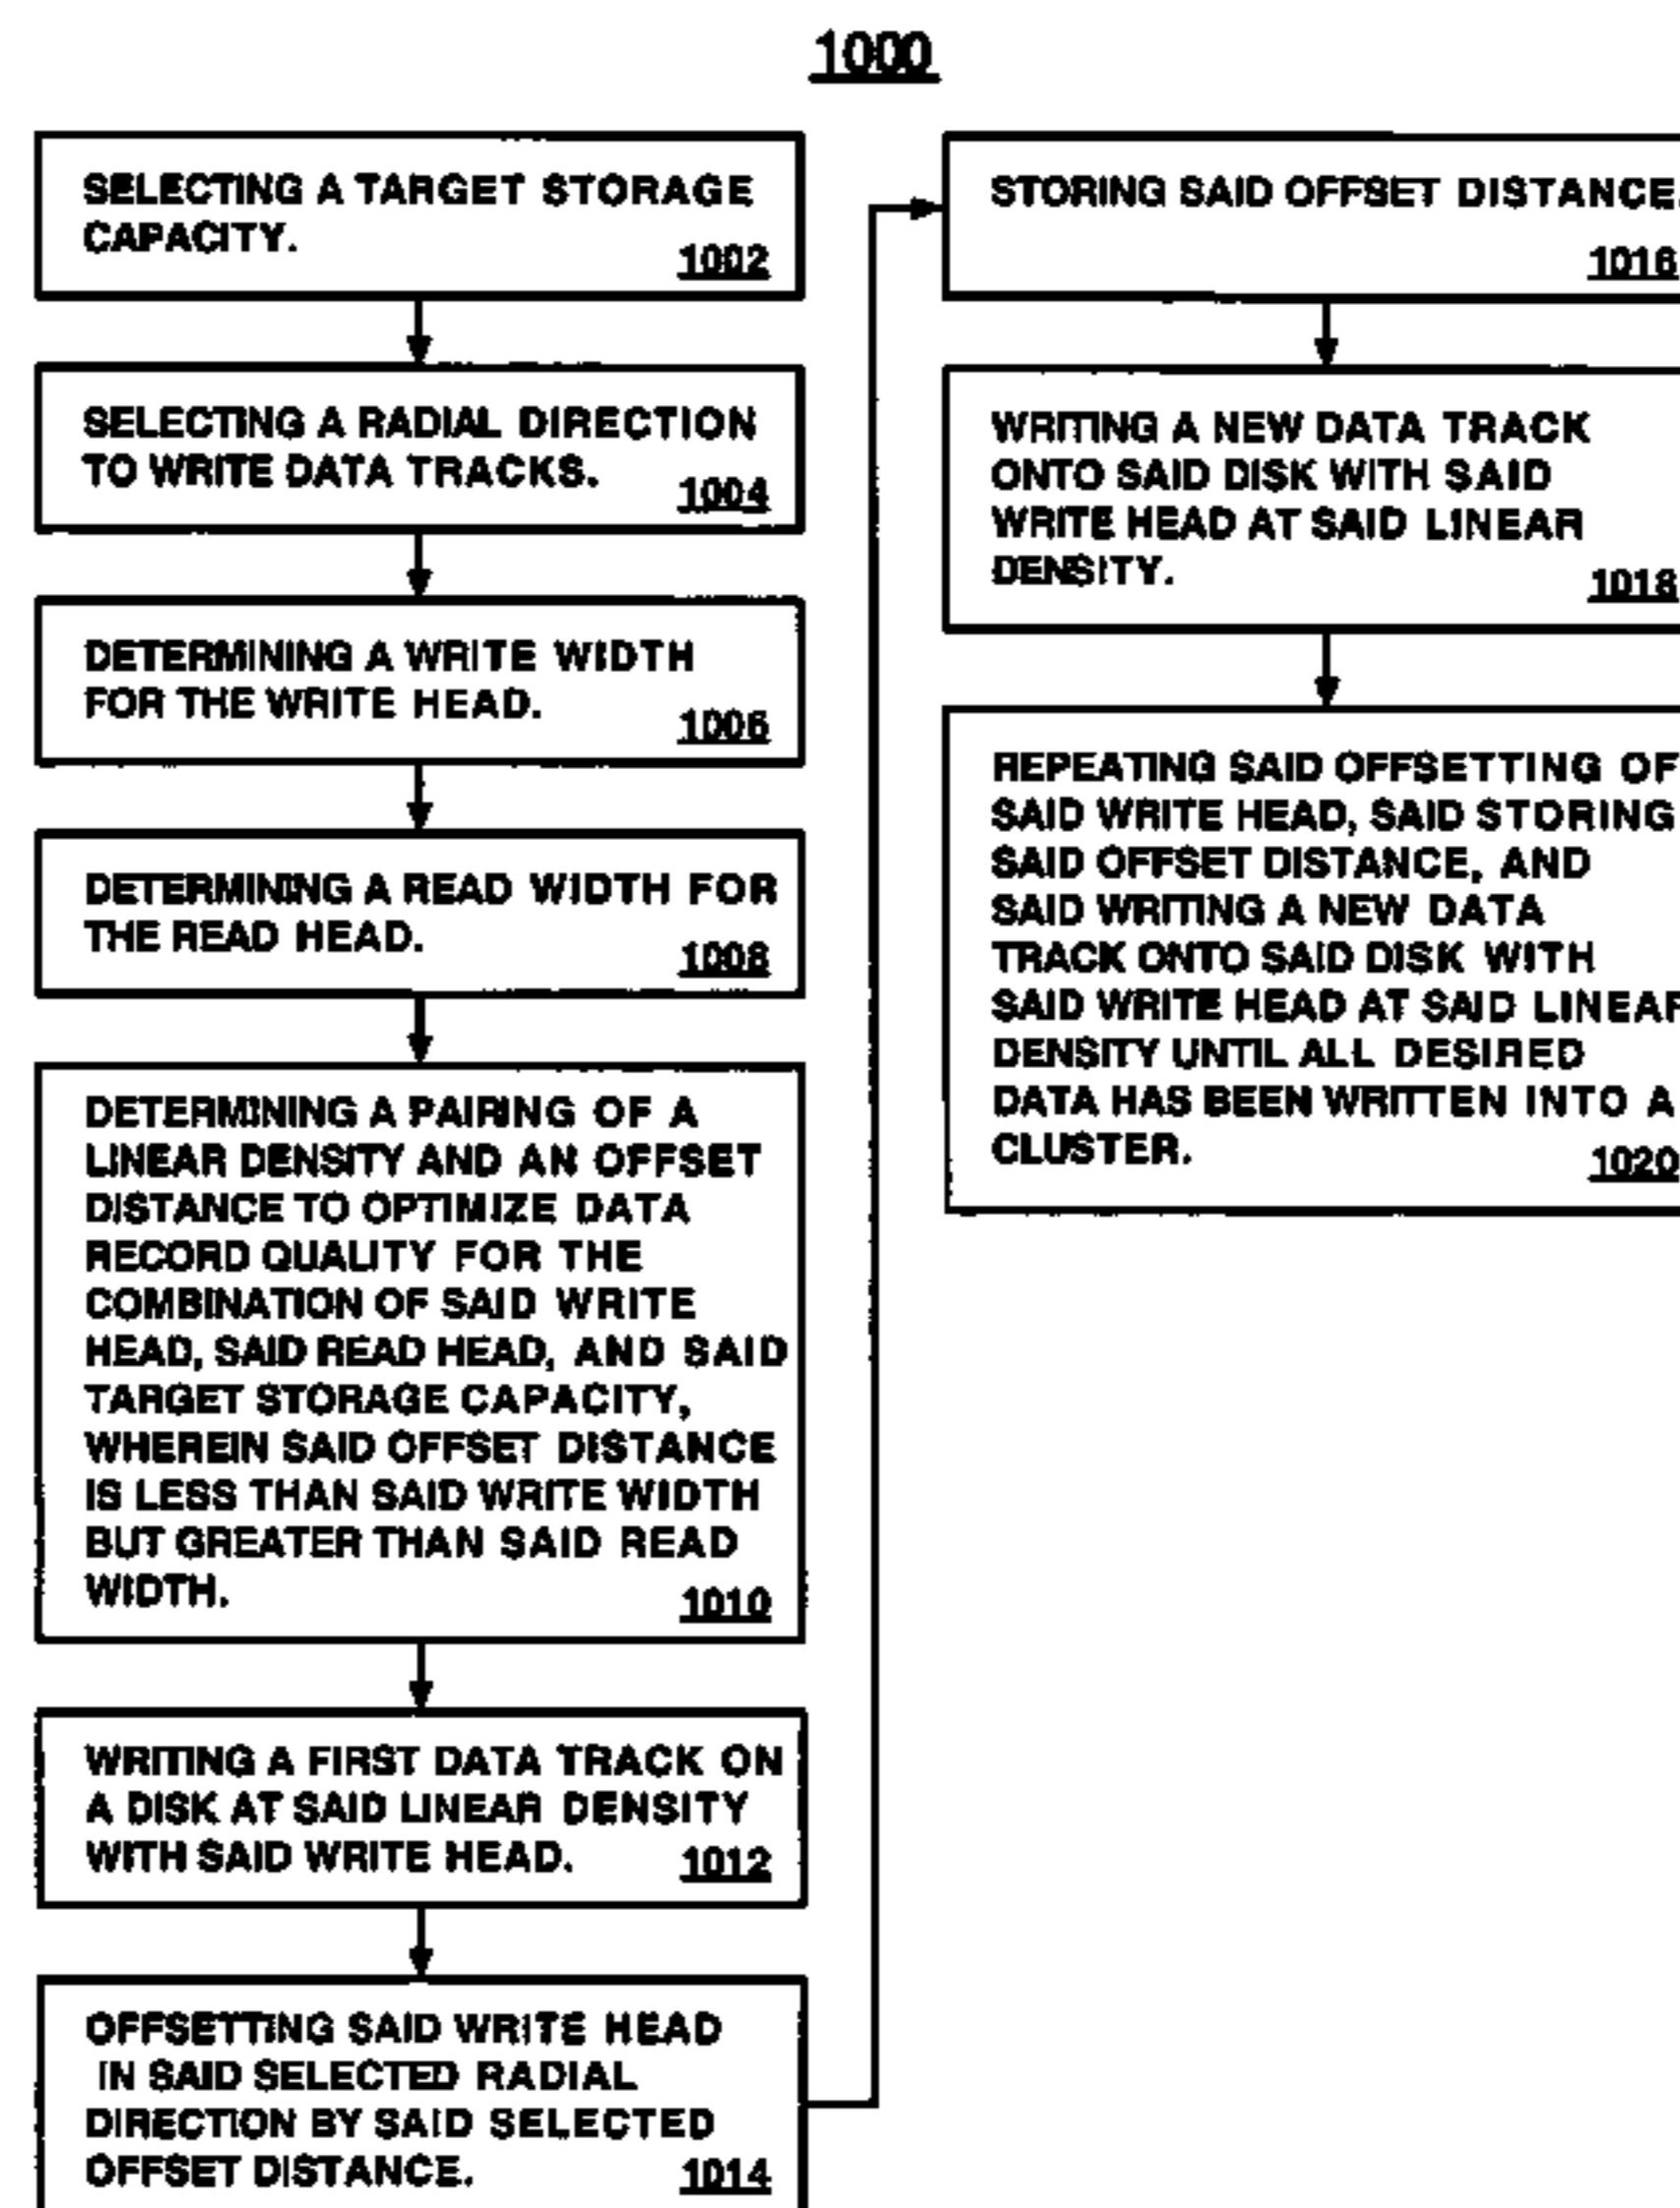 1000
SELECTING A TARGET STORAGE
CAPACITY.
1002
SELECTING A RADIAL DIRECTION
TO WRITE DATA TRACKS.
1004
DETERMINING A WRITE WIDTH
FOR THE WRITE HEAD.
1006
DETERMINING A READ WIDTH FOR
THE READ HEAD.
1008
DETERMINING A PAIRING OF A
LINEAR DENSITY AND AN OFFSET
DISTANCE TO OPTIMIZE DATA
RECORD QUALITY FOR THE
COMBINATION OF SAID WRITE
HEAD, SAID READ HEAD, AND SAID
TARGET STORAGE CAPACITY,
WHEREIN SAID OFFSET DISTANCE
IS LESS THAN SAID WRITE WIDTH
BUT GREATER THAN SAID READ
WIDTH.
1010
WRITING A FIRST DATA TRACK ON
A DISK AT SAID LINEAR DENSITY
WITH SAID WRITE HEAD.
1012
OFFSETTING SAID WRITE HEAD
IN SAID SELECTED RADIAL
DIRECTION BY SAID SELECTED
OFFSET DISTANCE.
1014
STORING SAID OFFSET DISTANCE.
1016
WRITING A NEW DATA TRACK
ONTO SAID DISK WITH SAID
WRITE HEAD AT SAID LINEAR
DENSITY.
1018
REPEATING SAID OFFSETTING OF
SAID WRITE HEAD, SAID STORING
SAID OFFSET DISTANCE, AND
SAID WRITING A NEW DATA
TRACK ONTO SAID DISK WITH
SAID WRITE HEAD AT SAID LINEAR
DENSITY UNTIL ALL DESIRED
DATA HAS BEEN WRITTEN INTO A
CLUSTER.
1020